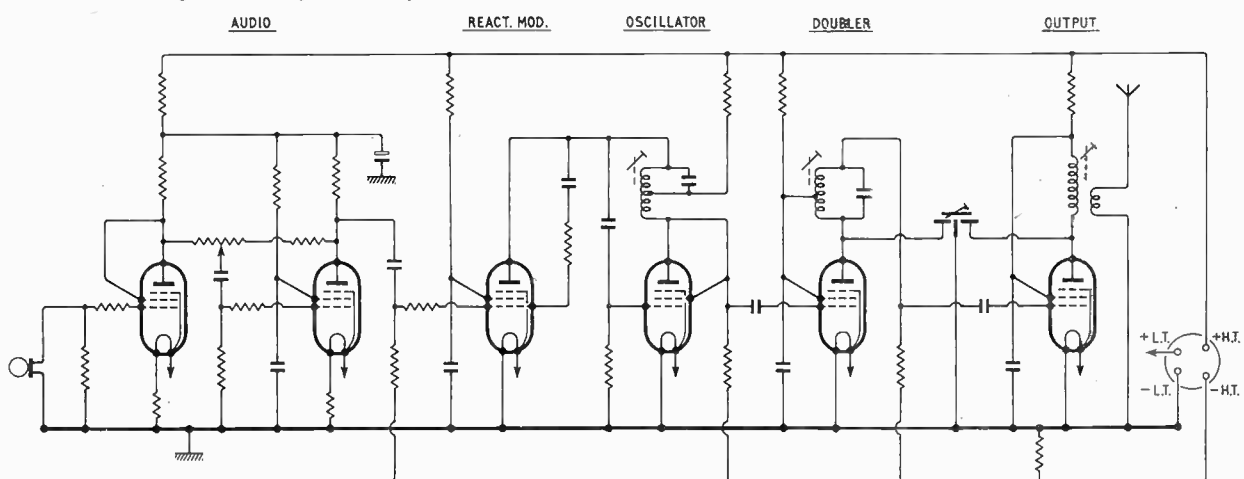 AUDIO
REACT. MOD.
OSCILLATOR
DOUBLER
OUTPUT
+ L.T.
+H.T.
– L.T.
–H.T.